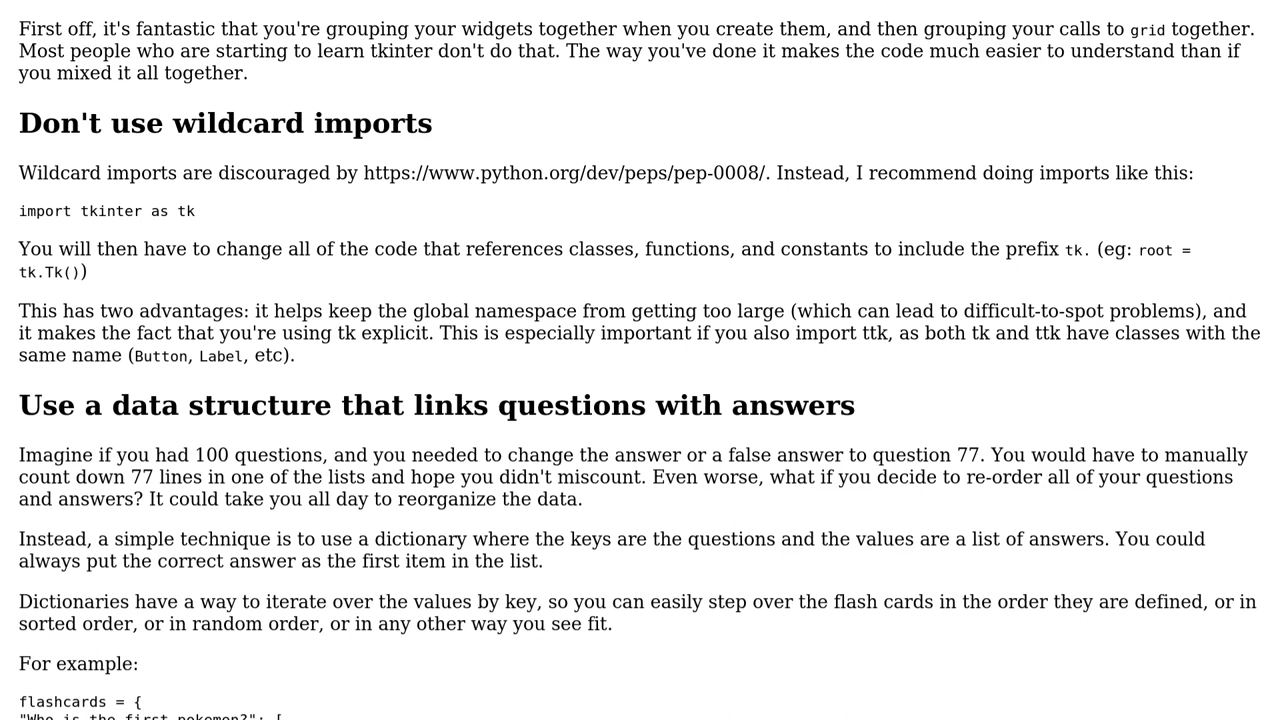 First off, it's fantastic that you're grouping your widgets together when you create them, and then grouping your calls to grid together.
Most people who are starting to learn tkinter don't do that. The way you've done it makes the code much easier to understand than if
you mixed it all together.
Don't use wildcard imports
Wildcard imports are discouraged by https://www.python.org/dev/peps/pep-0008/. Instead, I recommend doing imports like this:
import tkinter as tk
You will then have to change all of the code that references classes, functions, and constants to include the prefix tk. (eg: root =
tk.Tk())
This has two advantages: it helps keep the global namespace from getting too large (which can lead to difficult-to-spot problems), and
it makes the fact that you're using tk explicit. This is especially important if you also import ttk, as both tk and ttk have classes with the
same name (Button, Label, etc).
Use a data structure that links questions with answers
Imagine if you had 100 questions, and you needed to change the answer or a false answer to question 77. You would have to manually
count down 77 lines in one of the lists and hope you didn't miscount. Even worse, what if you decide to re-order all of your questions
and answers? It could take you all day to reorganize the data.
Instead, a simple technique is to use a dictionary where the keys are the questions and the values are a list of answers. You could
always put the correct answer as the first item in the list.
Dictionaries have a way to iterate over the values by key, so you can easily step over the flash cards in the order they are defined, or in
sorted order, or in random order, or in any other way you see fit.
For example:
flashcards = {
"Who is the first pokemon?": [